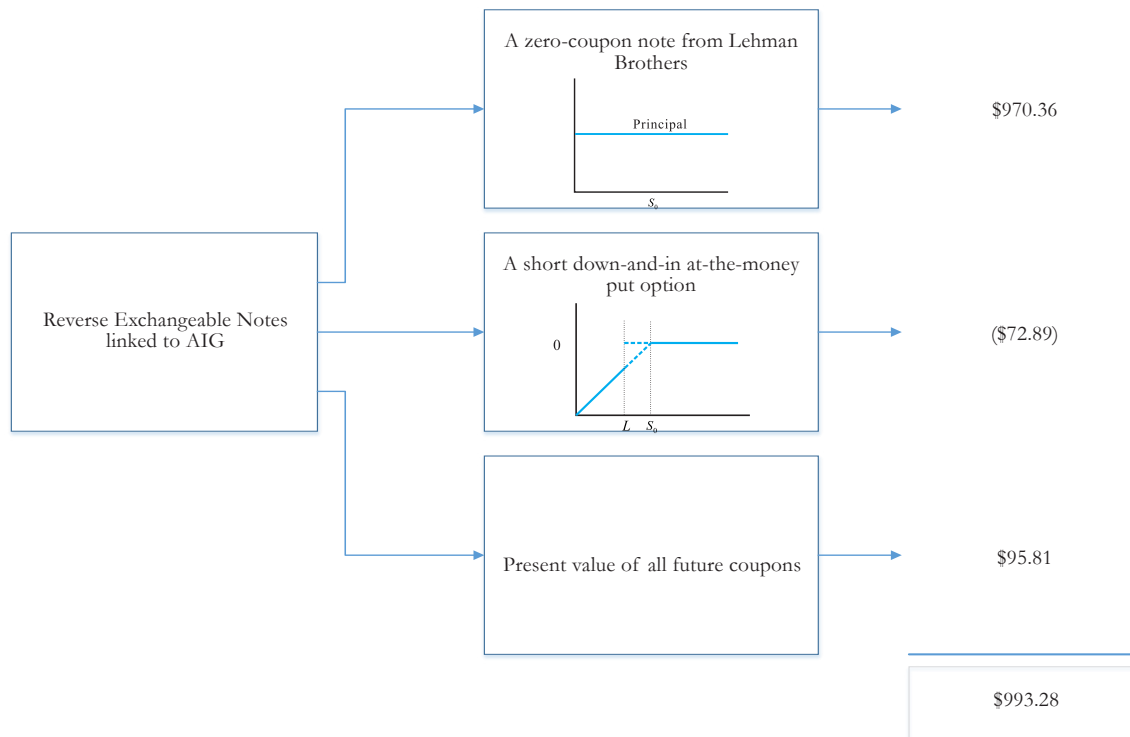 A zero-coupon note from Lehman
Brothers
Principal
S₀
$970.36
Reverse Exchangeable Notes
linked to AIG
A short down-and-in at-the-money
put option
0
L
S₀
($72.89)
Present value of all future coupons
$95.81
$993.28